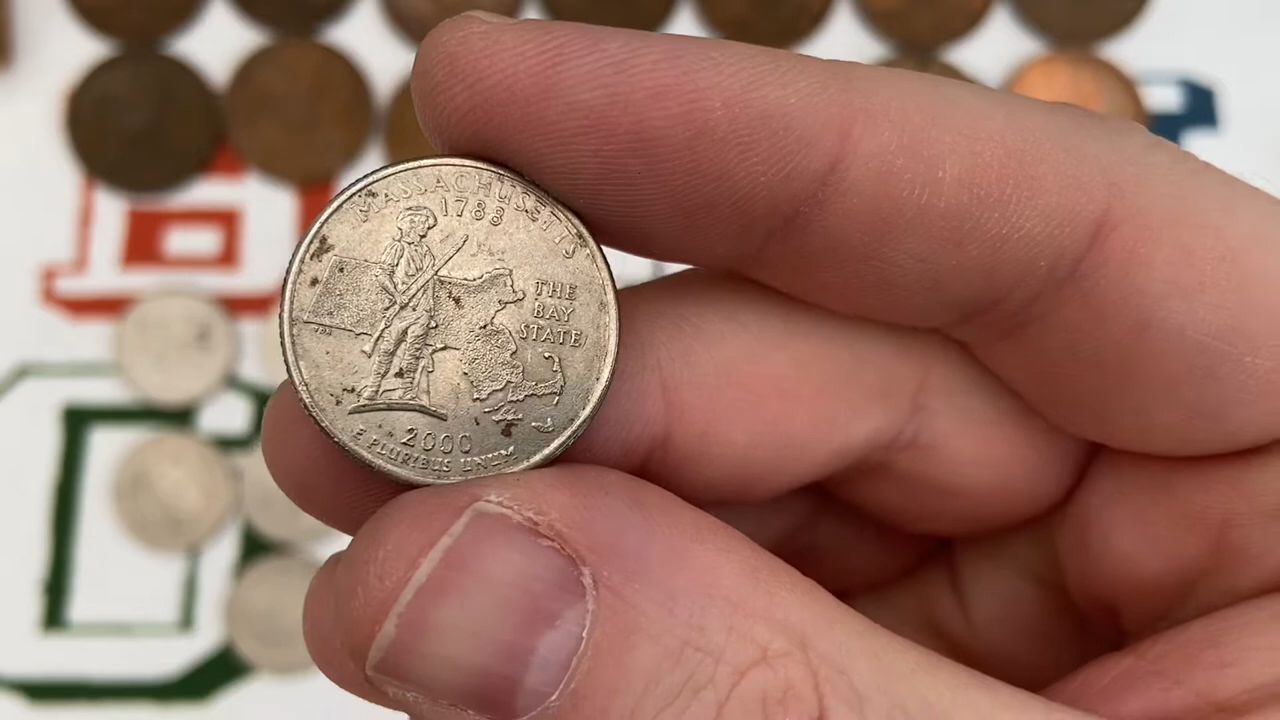 MASSACHUSETTS
1788
THE
BAY
STATE
2000
E PLURIBUS UNUM